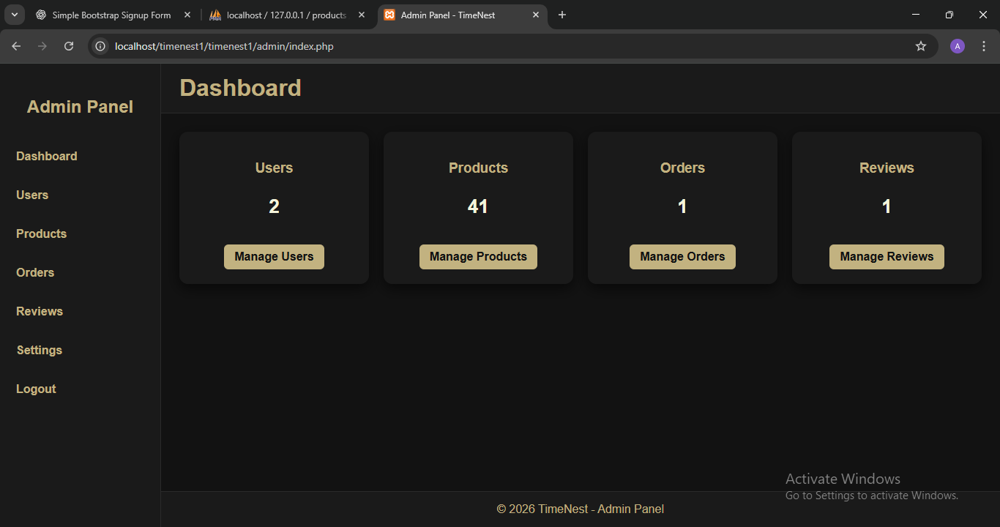 Simple Bootstrap Signup Form
localhost / 127.0.0.1 / products
Admin Panel - TimeNest
localhost/timenest1/timenest1/admin/index.php
A
Admin Panel
Dashboard
Users
Products
Orders
Reviews
Settings
Logout
Dashboard
Users
2
Manage Users
Products
41
Manage Products
Orders
1
Manage Orders
Reviews
1
Manage Reviews
Activate Windows
Go to Settings to activate Windows.
© 2026 TimeNest - Admin Panel